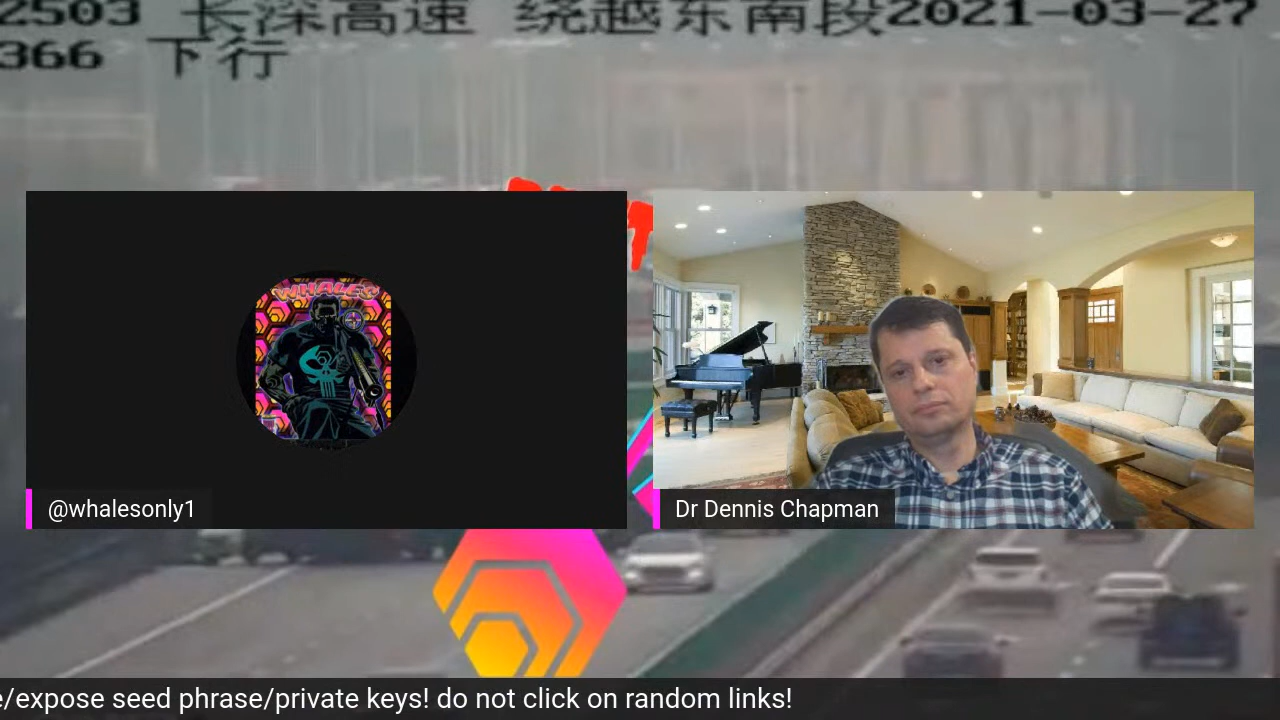 2503 长深高速 绕越东南段2021-03-27
366 下行
WHALES
@whalesonly1
Dr Dennis Chapman
e/expose seed phrase/private keys! do not click on random links!